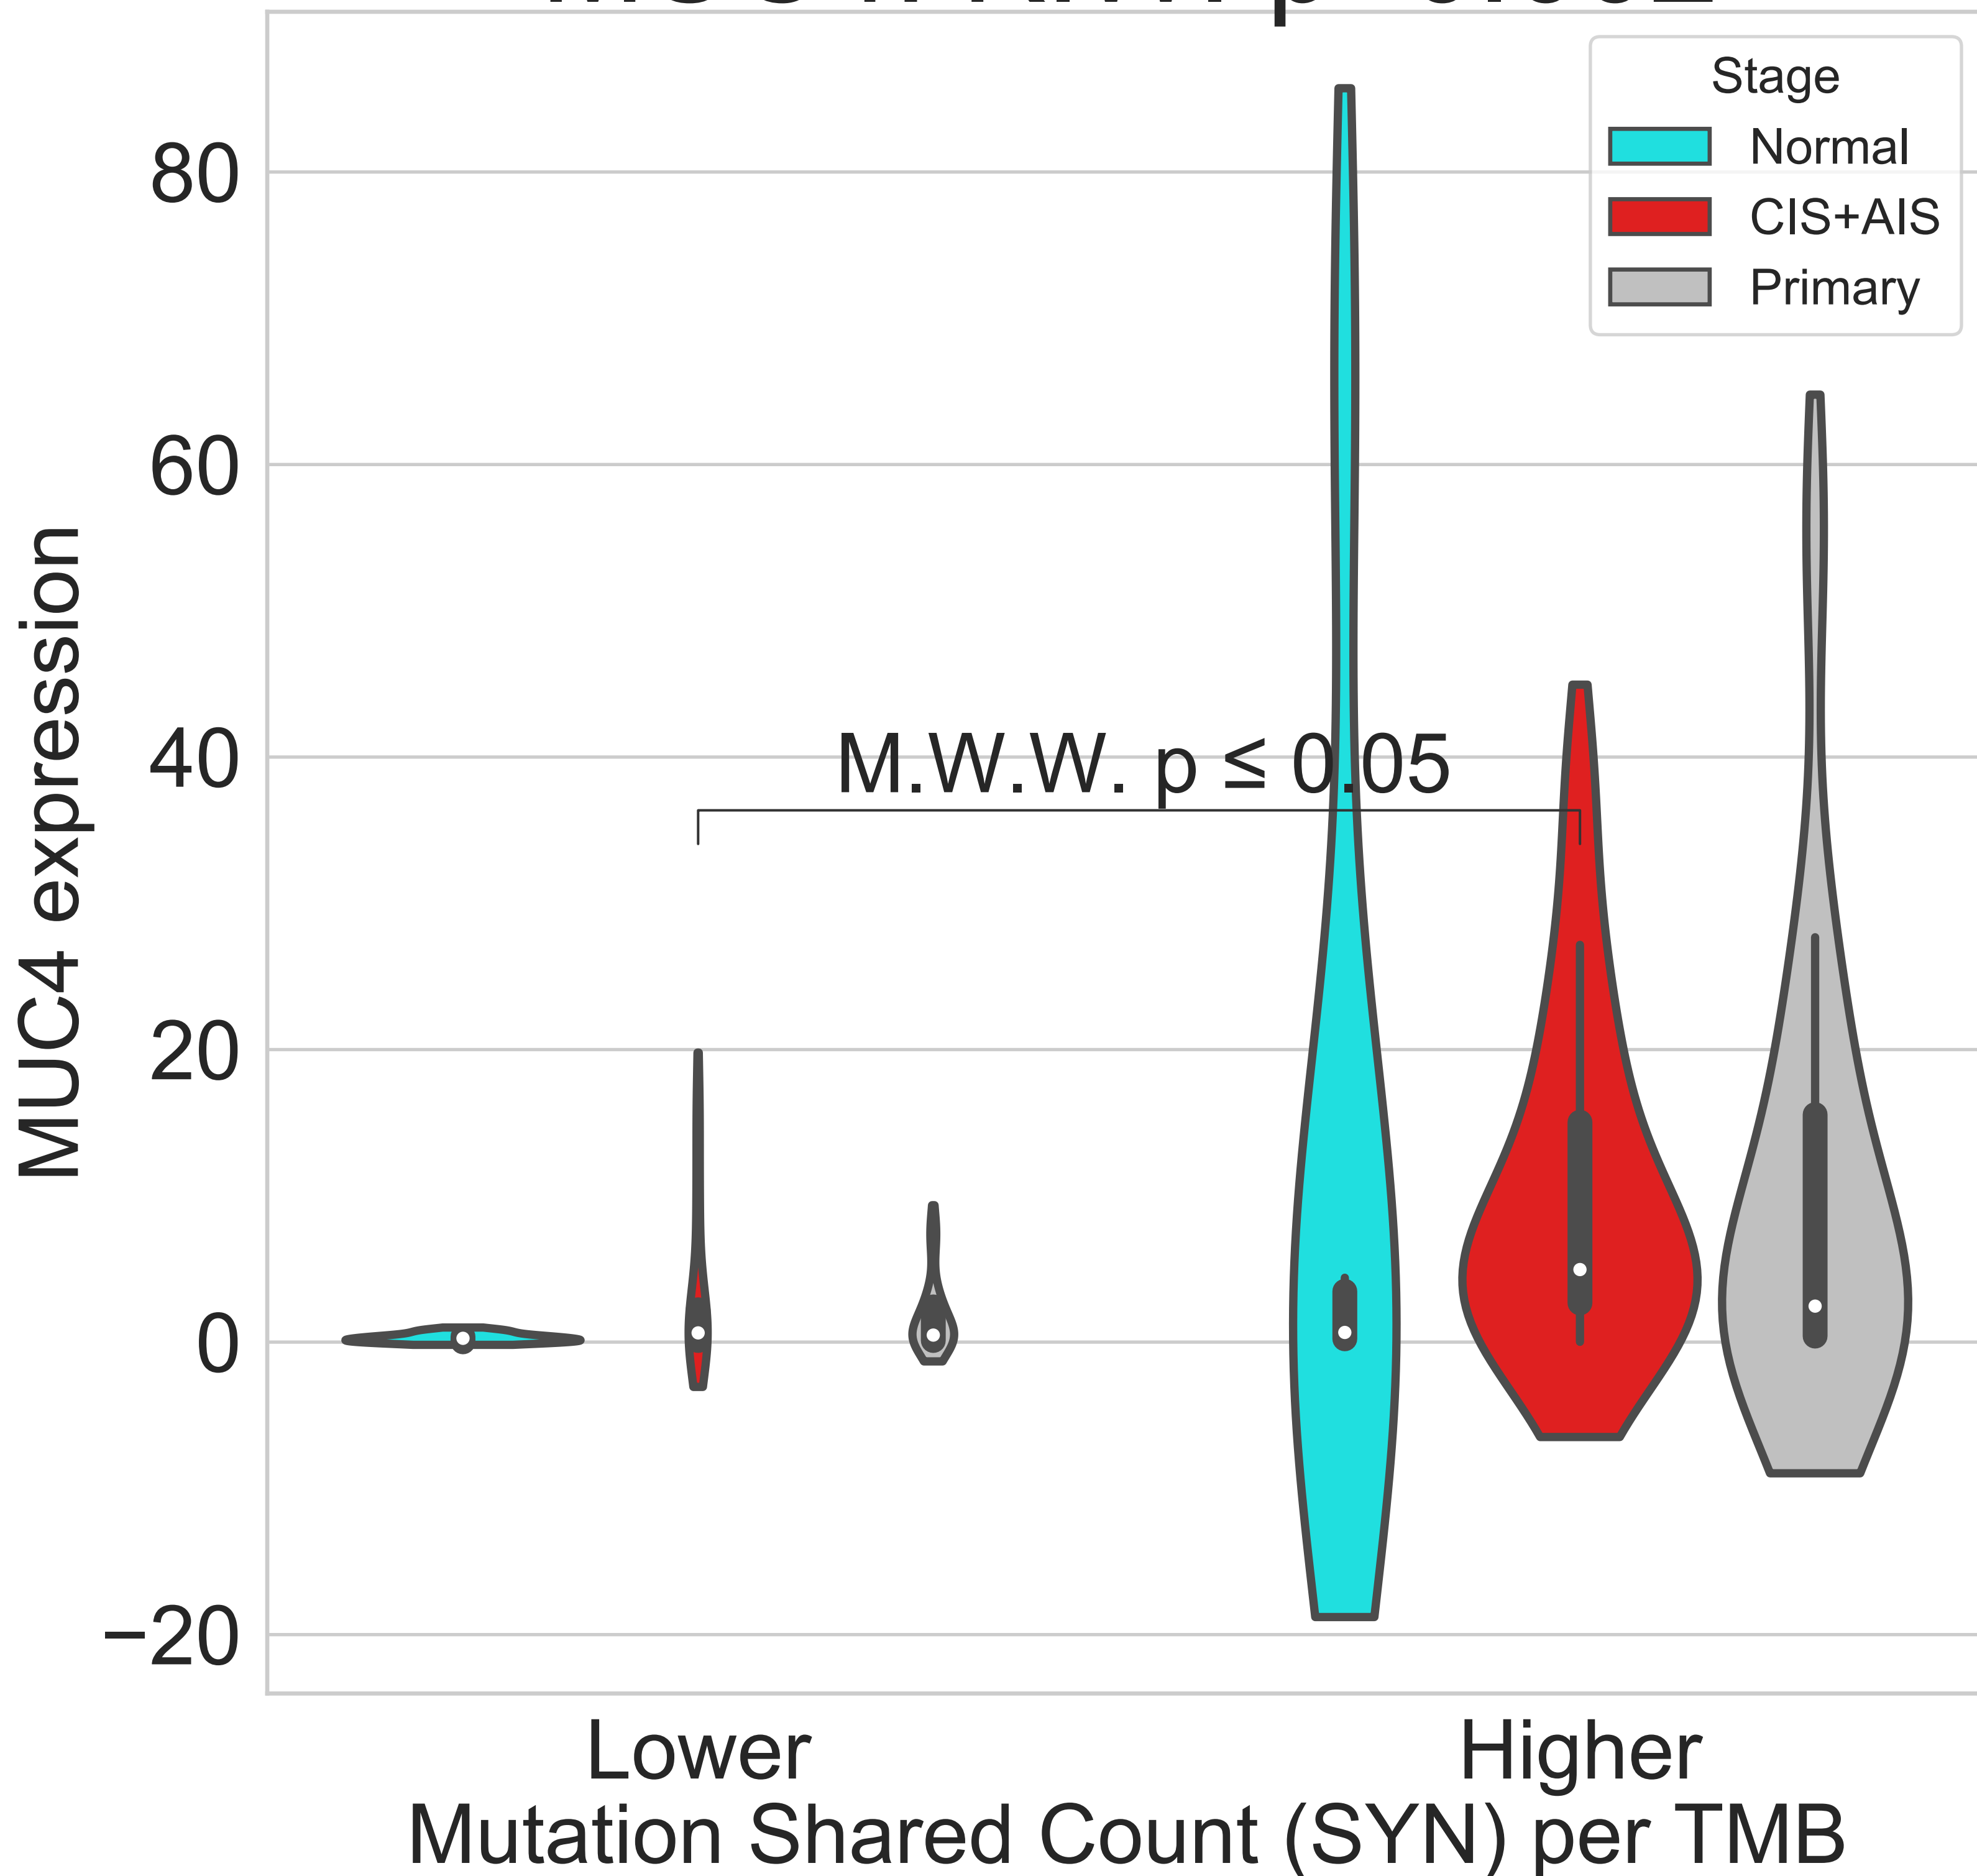 Stage
Normal
CIS+AIS
Primary
80
60
40
20
0
−20
MUC4 expression
M.W.W. p ≤ 0.05
Lower
Higher
Mutation Shared Count (SYN) per TMB